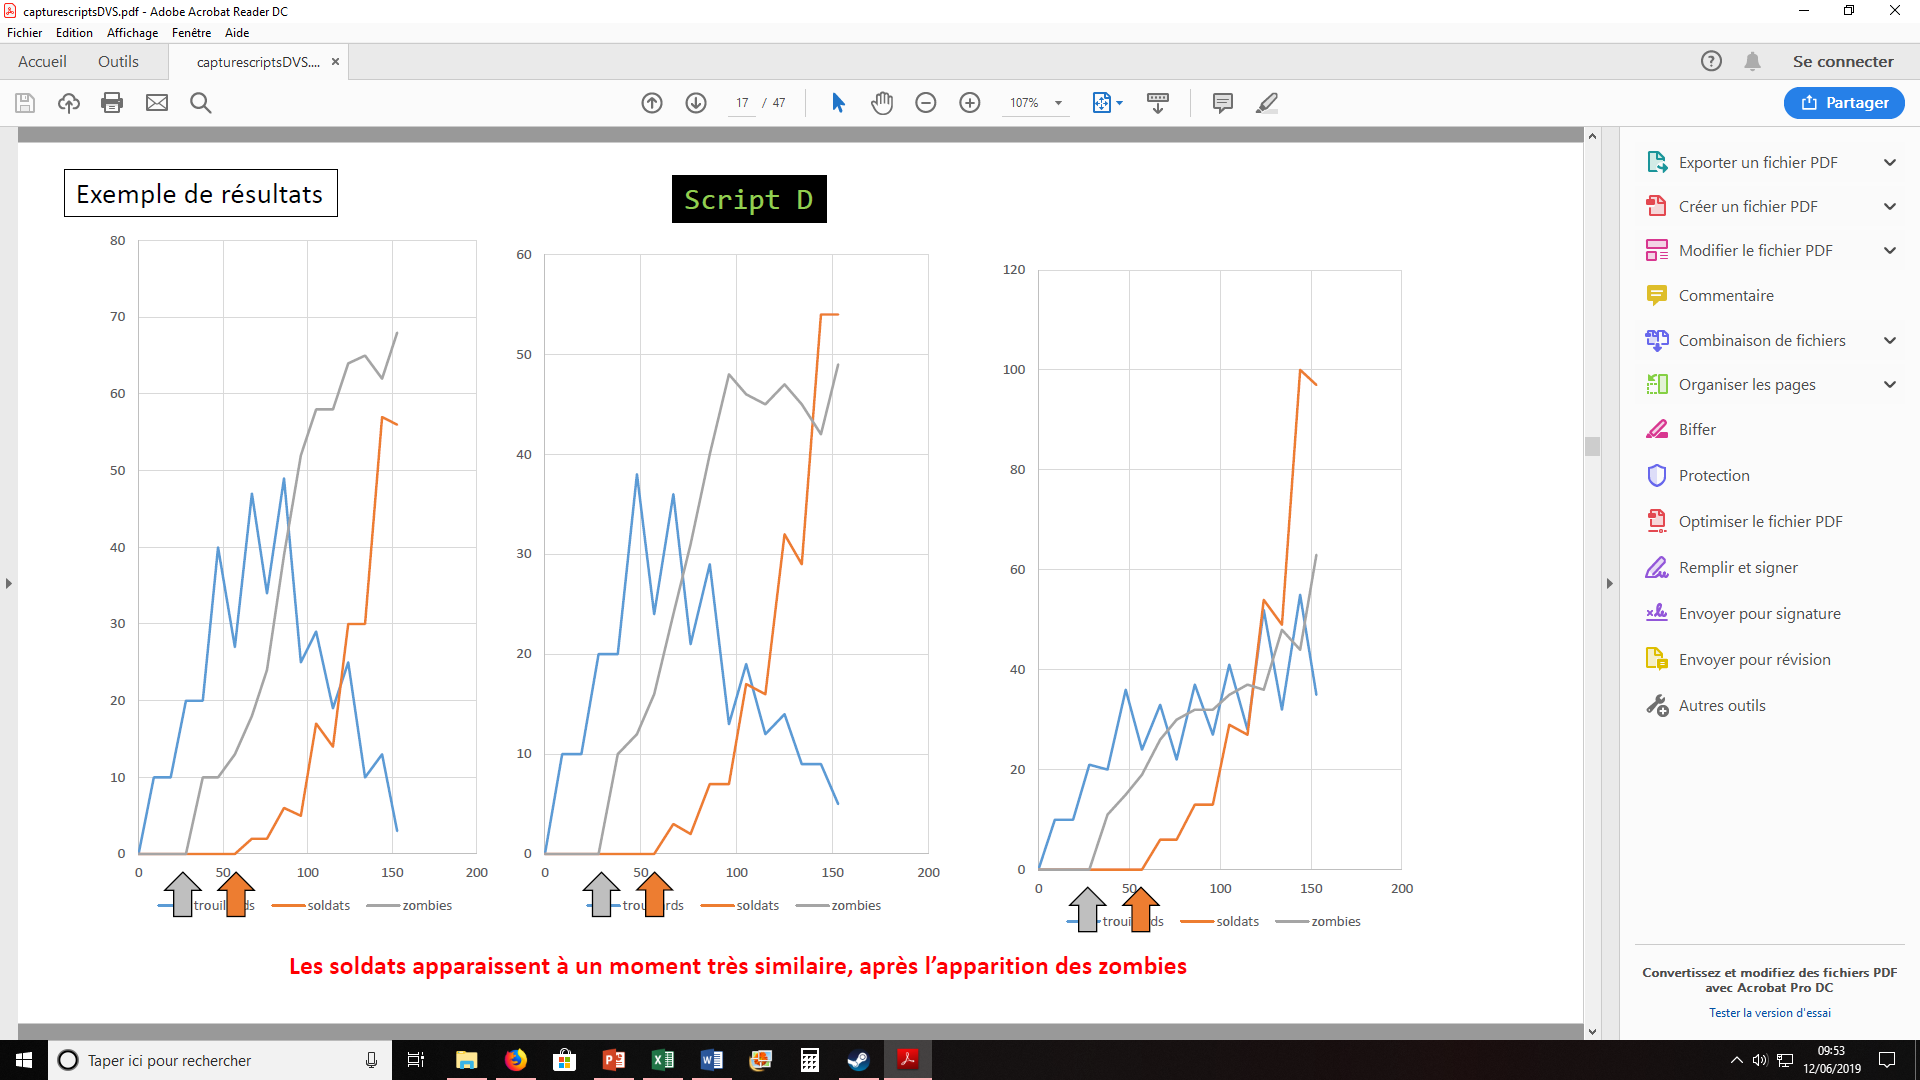 capturescriptsDVS.pdf - Adobe Acrobat Reader DC
Fichier Edition Affichage Fenêtre Aide
Accueil Outils capturescriptsDVS.... × Se connecter
17 / 47 107% Partager
Exemple de résultats
Script D
80
70
60
50
40
30
20
10
0
0 50 100 150 200
soldats zombies
60
50
40
30
20
10
0
0 50 100 150 200
soldats zombies
120
100
80
60
40
20
0
0 50 100 150 200
soldats zombies
Les soldats apparaissent à un moment très similaire, après l’apparition des zombies
Exporter un fichier PDF
Créer un fichier PDF
Modifier le fichier PDF
Commentaire
Combinaison de fichiers
Organiser les pages
Biffer
Protection
Optimiser le fichier PDF
Remplir et signer
Envoyer pour signature
Envoyer pour révision
Autres outils
Convertissez et modifiez des fichiers PDF
avec Acrobat Pro DC
Tester la version d'essai
Taper ici pour rechercher
09:53
12/06/2019